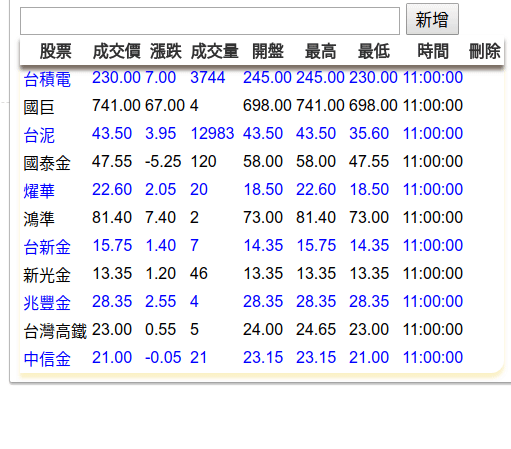 新增
股票 成交價 漲跌 成交量 開盤 最高 最低 時間 刪除
台積電 230.00 7.00 3744 245.00 245.00 230.00 11:00:00
國巨 741.00 67.00 4 698.00 741.00 698.00 11:00:00
台泥 43.50 3.95 12983 43.50 43.50 35.60 11:00:00
國泰金 47.55 -5.25 120 58.00 58.00 47.55 11:00:00
燿華 22.60 2.05 20 18.50 22.60 18.50 11:00:00
鴻準 81.40 7.40 2 73.00 81.40 73.00 11:00:00
台新金 15.75 1.40 7 14.35 15.75 14.35 11:00:00
新光金 13.35 1.20 46 13.35 13.35 13.35 11:00:00
兆豐金 28.35 2.55 4 28.35 28.35 28.35 11:00:00
台灣高鐵 23.00 0.55 5 24.00 24.65 23.00 11:00:00
中信金 21.00 -0.05 21 23.15 23.15 21.00 11:00:00